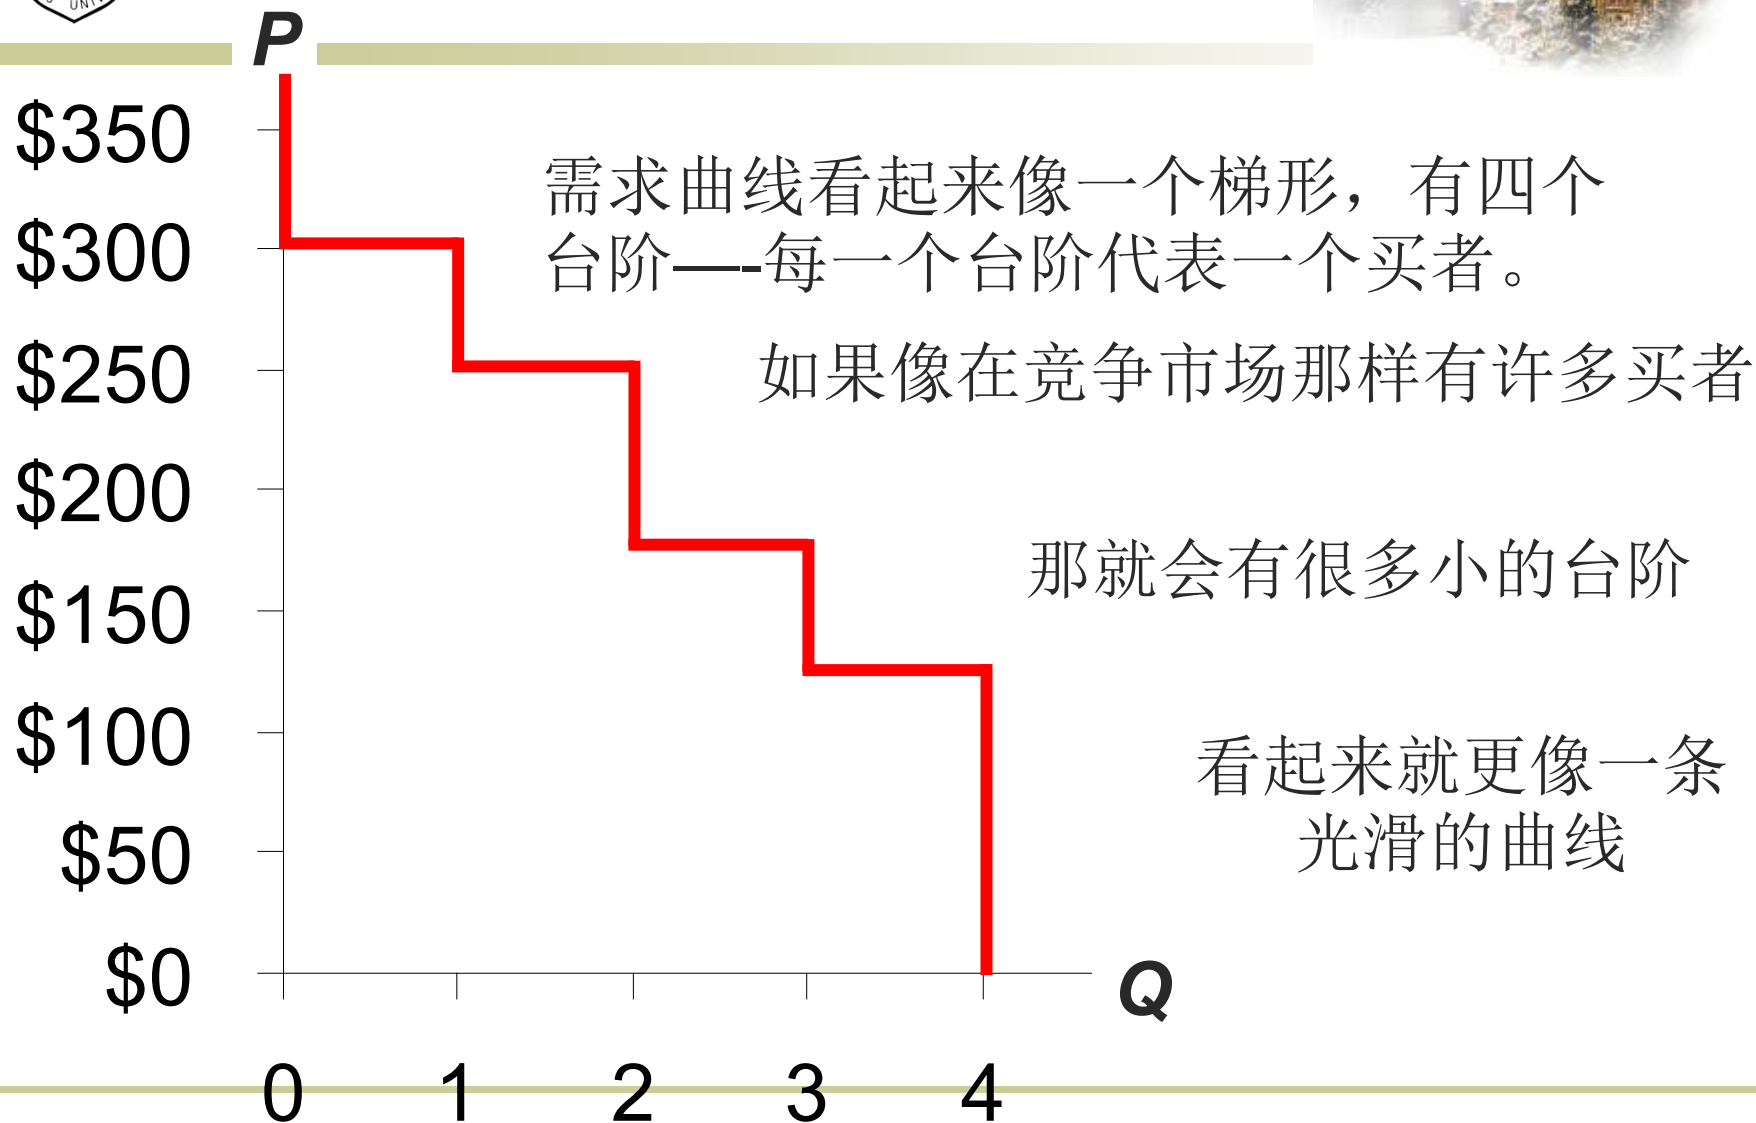 P
$350
$300
$250
$200
$150
$100
$50
$0
需求曲线看起来像一个梯形，有四个
台阶—-每一个台阶代表一个买者。
如果像在竞争市场那样有许多买者
那就会有很多小的台阶
看起来就更像一条
光滑的曲线
Q
0 1 2 3 4